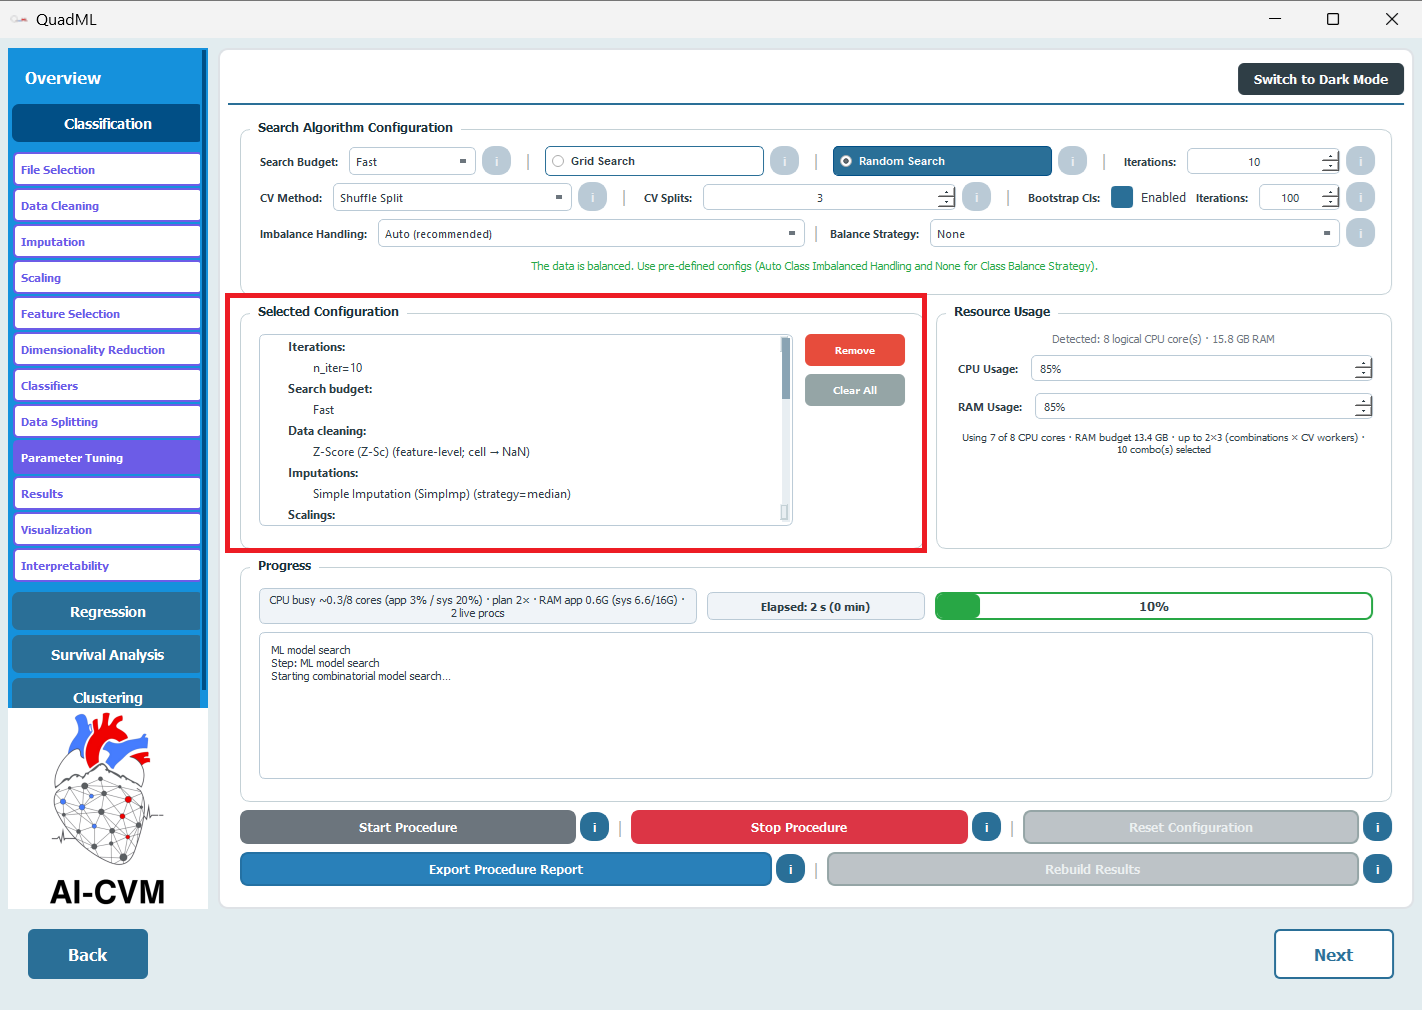 QuadML
Overview
Classification
File Selection
Data Cleaning
Imputation
Scaling
Feature Selection
Dimensionality Reduction
Classifiers
Data Splitting
Parameter Tuning
Results
Visualization
Interpretability
Regression
Survival Analysis
Clustering
AI-CVM
Switch to Dark Mode
Search Algorithm Configuration
Search Budget: Fast i | Grid Search i | Random Search i | Iterations: 10 i
CV Method: Shuffle Split i | CV Splits: 3 i | Bootstrap CIs: Enabled Iterations: 100 i
Imbalance Handling: Auto (recommended) | Balance Strategy: None i
The data is balanced. Use pre-defined configs (Auto Class Imbalanced Handling and None for Class Balance Strategy).
Selected Configuration
Iterations:
n_iter=10
Search budget:
Fast
Data cleaning:
Z-Score (Z-Sc) (feature-level; cell → NaN)
Imputations:
Simple Imputation (SimpImp) (strategy=median)
Scalings:
Remove
Clear All
Resource Usage
Detected: 8 logical CPU core(s) · 15.8 GB RAM
CPU Usage: 85%
RAM Usage: 85%
Using 7 of 8 CPU cores · RAM budget 13.4 GB · up to 2×3 (combinations × CV workers) ·
10 combo(s) selected
Progress
CPU busy ~0.3/8 cores (app 3% / sys 20%) · plan 2× · RAM app 0.6G (sys 6.6/16G) ·
2 live procs
Elapsed: 2 s (0 min)
10%
ML model search
Step: ML model search
Starting combinatorial model search...
Start Procedure i | Stop Procedure i | Reset Configuration i
Export Procedure Report i | Rebuild Results i
Back
Next